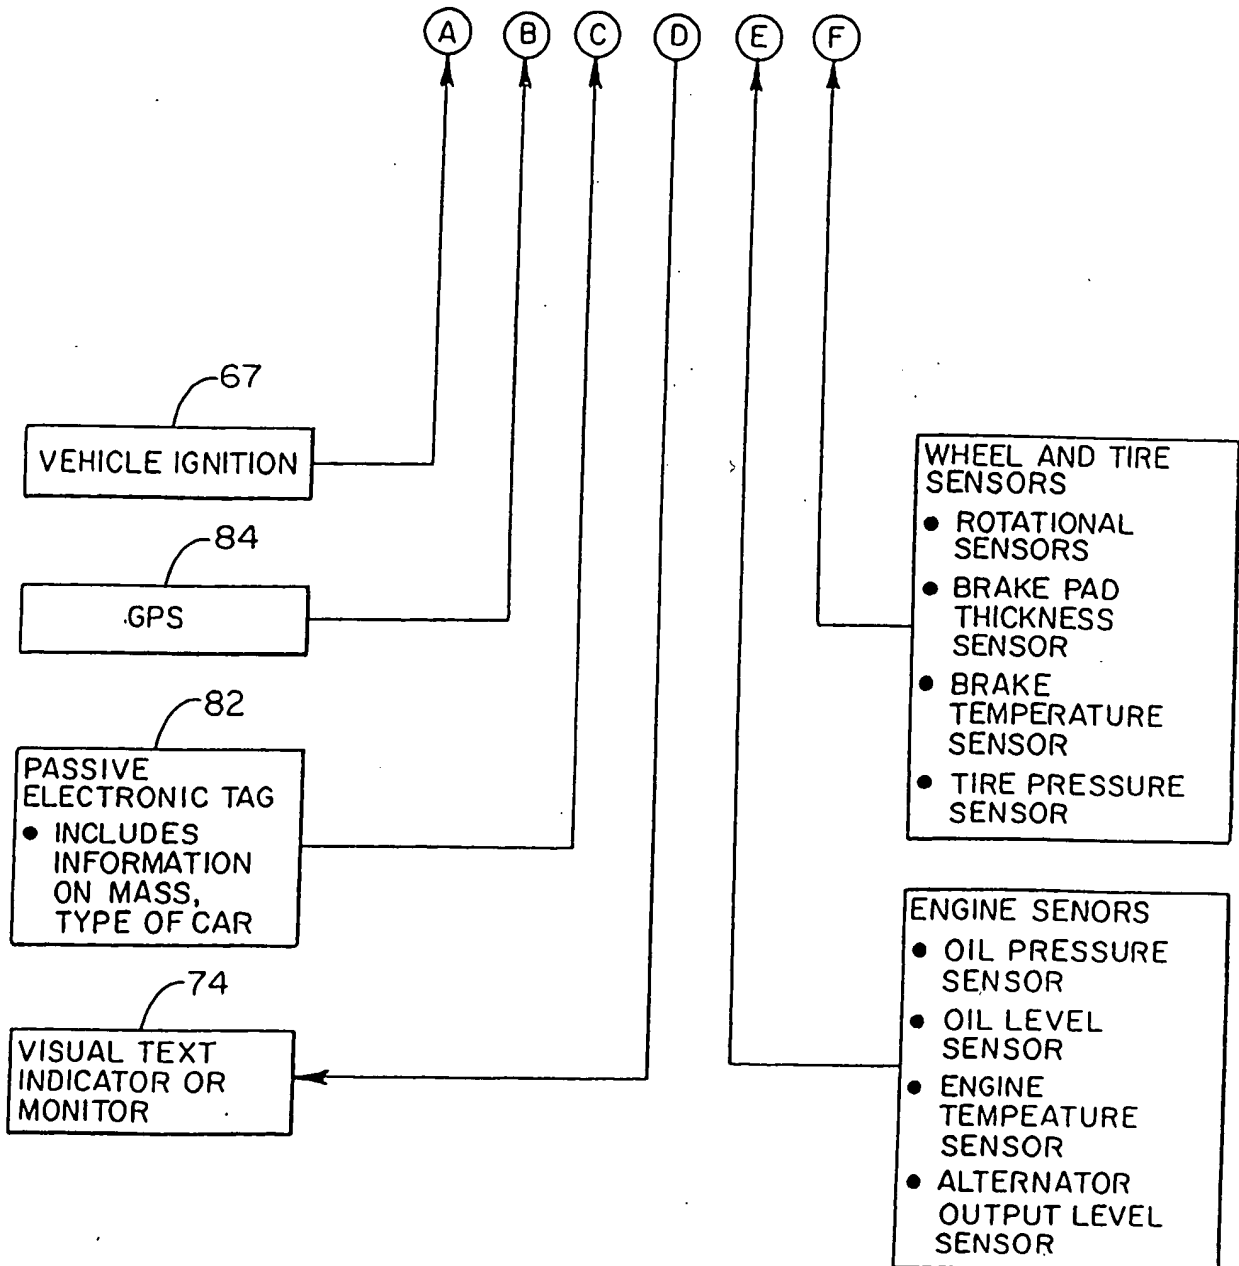 A B C D E F
67
VEHICLE IGNITION
84
GPS
82
PASSIVE
ELECTRONIC TAG
• INCLUDES
INFORMATION
ON MASS,
TYPE OF CAR
74
VISUAL TEXT
INDICATOR OR
MONITOR
WHEEL AND TIRE
SENSORS
• ROTATIONAL
SENSORS
• BRAKE PAD
THICKNESS
SENSOR
• BRAKE
TEMPERATURE
SENSOR
• TIRE PRESSURE
SENSOR
ENGINE SENORS
• OIL PRESSURE
SENSOR
• OIL LEVEL
SENSOR
• ENGINE
TEMPEATURE
SENSOR
• ALTERNATOR
OUTPUT LEVEL
SENSOR